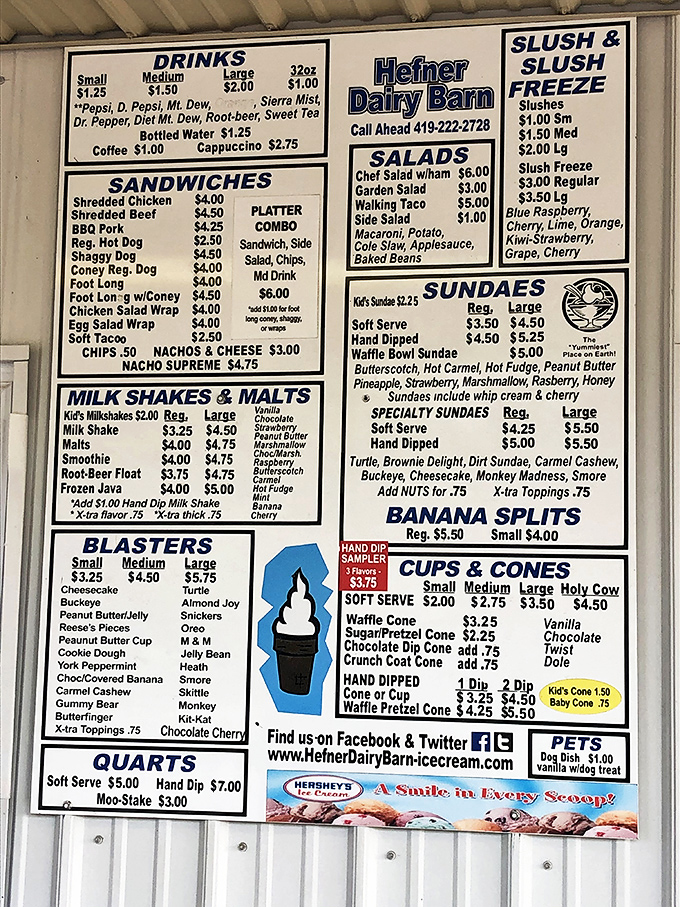 DRINKS
Small Medium Large 32oz
$1.25 $1.50 $2.00 $1.00
**Pepsi, D. Pepsi, Mt. Dew, Orange, Sierra Mist,
Dr. Pepper, Diet Mt. Dew, Root-beer, Sweet Tea
Bottled Water $1.25
Coffee $1.00 Cappuccino $2.75
Hefner
Dairy Barn
Call Ahead 419-222-2728
SLUSH &
SLUSH
FREEZE
Slushes
$1.00 Sm
$1.50 Med
$2.00 Lg
Slush Freeze
$3.00 Regular
$3.50 Lg
Blue Raspberry,
Cherry, Lime, Orange,
Kiwi-Strawberry,
Grape, Cherry
SALADS
Chef Salad w/ham $6.00
Garden Salad $3.00
Walking Taco $5.00
Side Salad $1.00
Macaroni, Potato,
Cole Slaw, Applesauce,
Baked Beans
SANDWICHES
Shredded Chicken $4.00
Shredded Beef $4.50
BBQ Pork $4.25
Reg. Hot Dog $2.50
Shaggy Dog $4.50
Coney Reg. Dog $4.00
Foot Long $4.00
Foot Long w/Coney $4.50
Chicken Salad Wrap $4.00
Egg Salad Wrap $4.00
Soft Tacoo $2.50
CHIPS .50 NACHOS & CHEESE $3.00
NACHO SUPREME $4.75
PLATTER
COMBO
Sandwich, Side
Salad, Chips,
Md Drink
$6.00
*add $1.00 for foot
long coney, shaggy,
or wraps
SUNDAES
Kid's Sundae $2.25 Reg. Large
Soft Serve $3.50 $4.50
Hand Dipped $4.50 $5.25
Waffle Bowl Sundae $5.00
The
"Yummiest"
Place on Earth!
Butterscotch, Hot Carmel, Hot Fudge, Peanut Butter
Pineapple, Strawberry, Marshmallow, Rasberry, Honey
Sundaes include whip cream & cherry
SPECIALTY SUNDAES Reg. Large
Soft Serve $4.25 $5.50
Hand Dipped $5.00 $5.50
Turtle, Brownie Delight, Dirt Sundae, Carmel Cashew,
Buckeye, Cheesecake, Monkey Madness, Smore
Add NUTS for .75 X-tra Toppings .75
BANANA SPLITS
Reg. $5.50 Small $4.00
MILK SHAKES & MALTS
Kid's Milkshakes $2.00 Reg. Large
Milk Shake $3.25 $4.50
Malts $4.00 $4.75
Smoothie $4.00 $4.75
Root-Beer Float $3.75 $4.75
Frozen Java $4.00 $5.00
*Add $1.00 Hand Dip Milk Shake
* X-tra flavor .75 *X-tra thick .75
Vanilla
Chocolate
Strawberry
Peanut Butter
Marshmallow
Choc/Marsh.
Raspberry
Butterscotch
Carmel
Hot Fudge
Mint
Banana
Cherry
BLASTERS
Small Medium Large
$3.25 $4.50 $5.75
Cheesecake Turtle
Buckeye Almond Joy
Peanut Butter/Jelly Snickers
Reese's Pieces Oreo
Peaunut Butter Cup M & M
Cookie Dough Jelly Bean
York Peppermint Heath
Choc/Covered Banana Smore
Carmel Cashew Skittle
Gummy Bear Monkey
Butterfinger Kit-Kat
X-tra Toppings .75 Chocolate Cherry
HAND DIP
SAMPLER
3 Flavors -
$3.75
CUPS & CONES
Small Medium Large Holy Cow
SOFT SERVE $2.00 $2.75 $3.50 $4.50
Waffle Cone $3.25
Sugar/Pretzel Cone $2.25
Chocolate Dip Cone add .75
Crunch Coat Cone add .75
Vanilla
Chocolate
Twist
Dole
HAND DIPPED 1 Dip 2 Dip
Cone or Cup $3.25 $4.50
Waffle Pretzel Cone $4.25 $5.50
Kid's Cone 1.50
Baby Cone .75
QUARTS
Soft Serve $5.00 Hand Dip $7.00
Moo-Stake $3.00
Find us on Facebook & Twitter f t
www.HefnerDairyBarn-icecream.com
PETS
Dog Dish $1.00
vanilla w/dog treat
HERSHEY'S
Ice Cream
A Smile in Every Scoop!